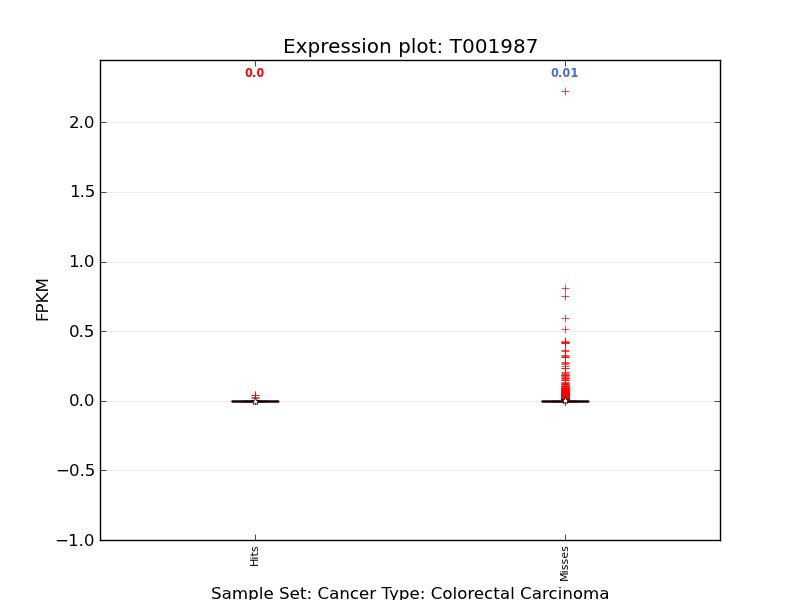 Expression plot: T001987
0.0
0.01
2.0
1.5
1.0
0.5
0.0
−0.5
−1.0
FPKM
Hits
Misses
Sample Set: Cancer Type: Colorectal Carcinoma